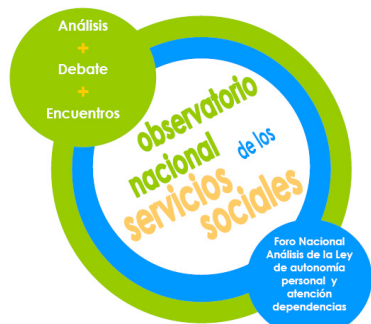 Análisis
+
Debate
+
Encuentros
observatorio
nacional de los
servicios
sociales
Foro Nacional
Análisis de la Ley
de autonomía
personal y
atención
dependencias